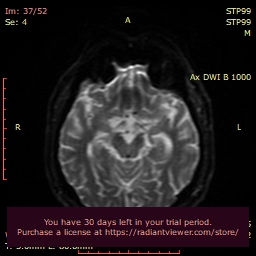 Im: 37/52
Se: 4
STP99
STP99
M
A
Ax DWI B 1000
R
L
You have 30 days left in your trial period.
Purchase a license at https://radiantviewer.com/store/